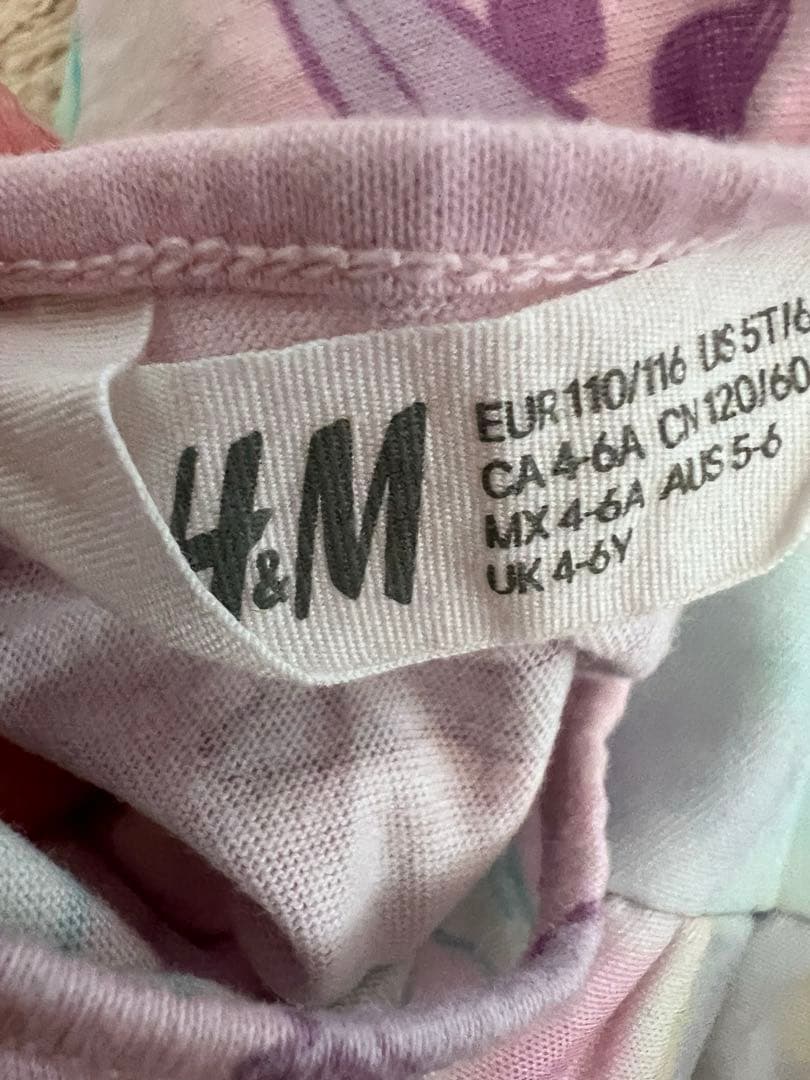 H&M
EUR 110/116 US 5T/6
CA 4-6A CN 120/60
MX 4-6A AUS 5-6
UK 4-6Y